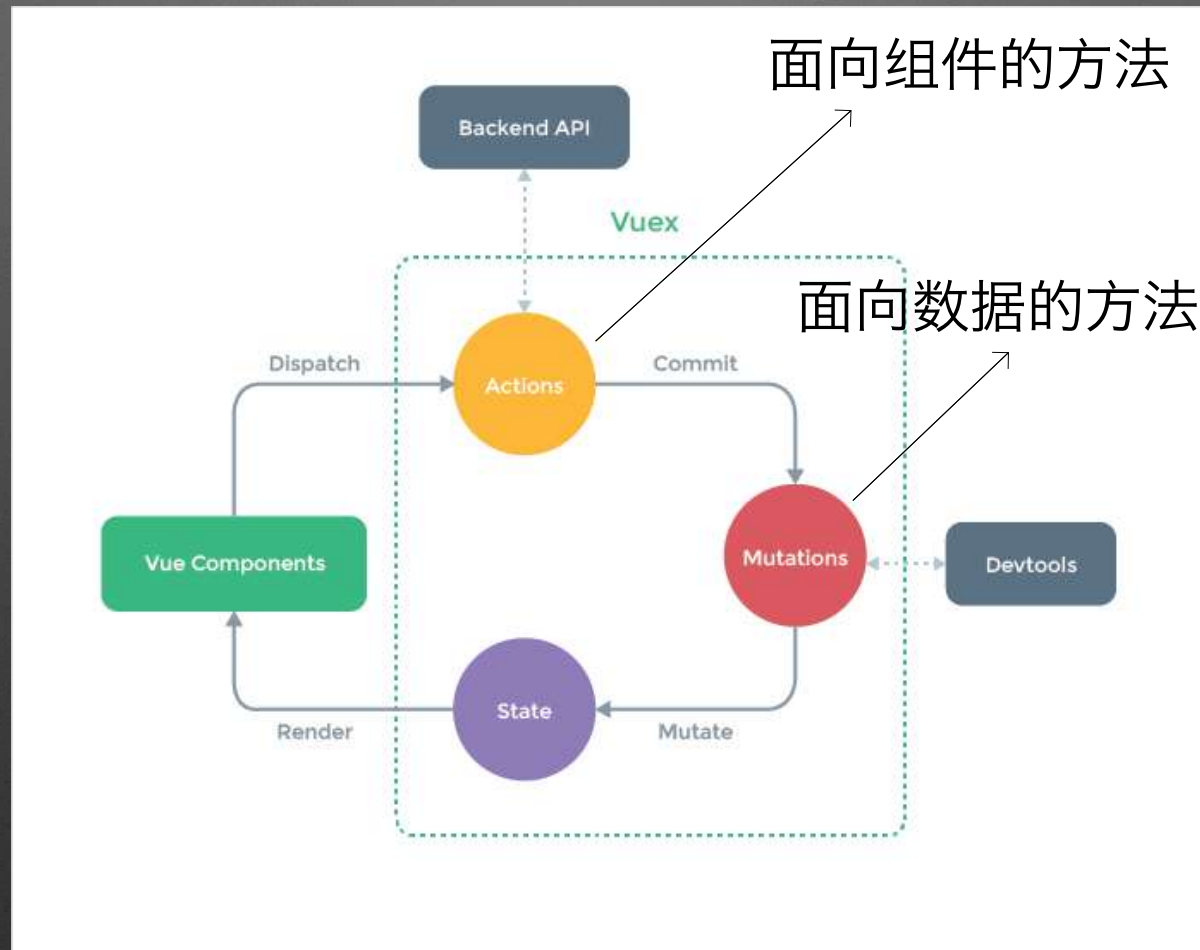 面向组件的方法
Backend API
Vuex
面向数据的方法
Dispatch
Actions
Commit
Vue Components
Mutations
Devtools
State
Render
Mutate